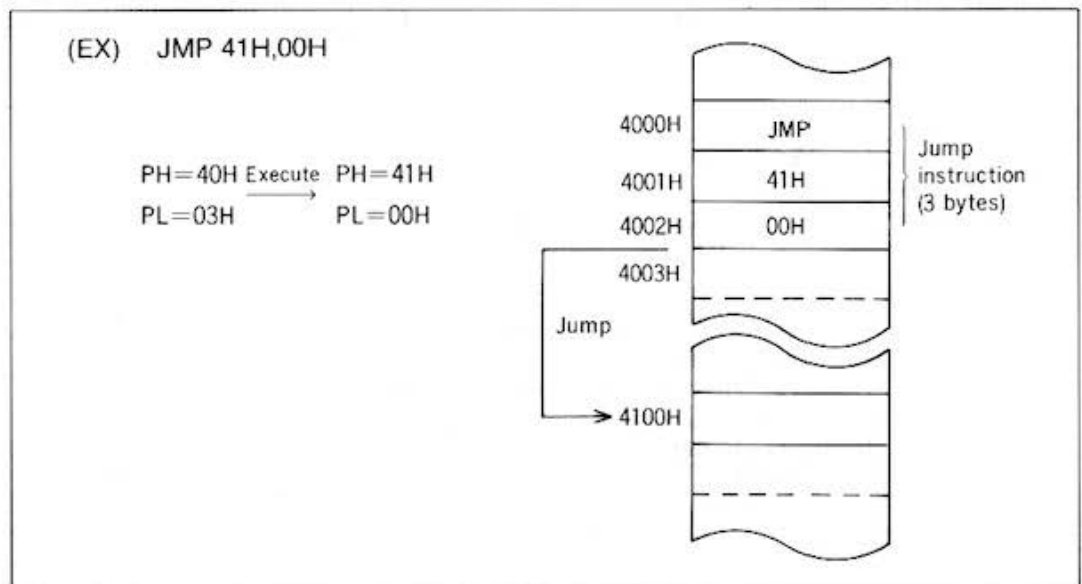 (EX) JMP 41H,00H
PH=40H Execute PH=41H
PL=03H PL=00H
4000H JMP
4001H 41H
4002H 00H
4003H
Jump
instruction
(3 bytes)
Jump
4100H